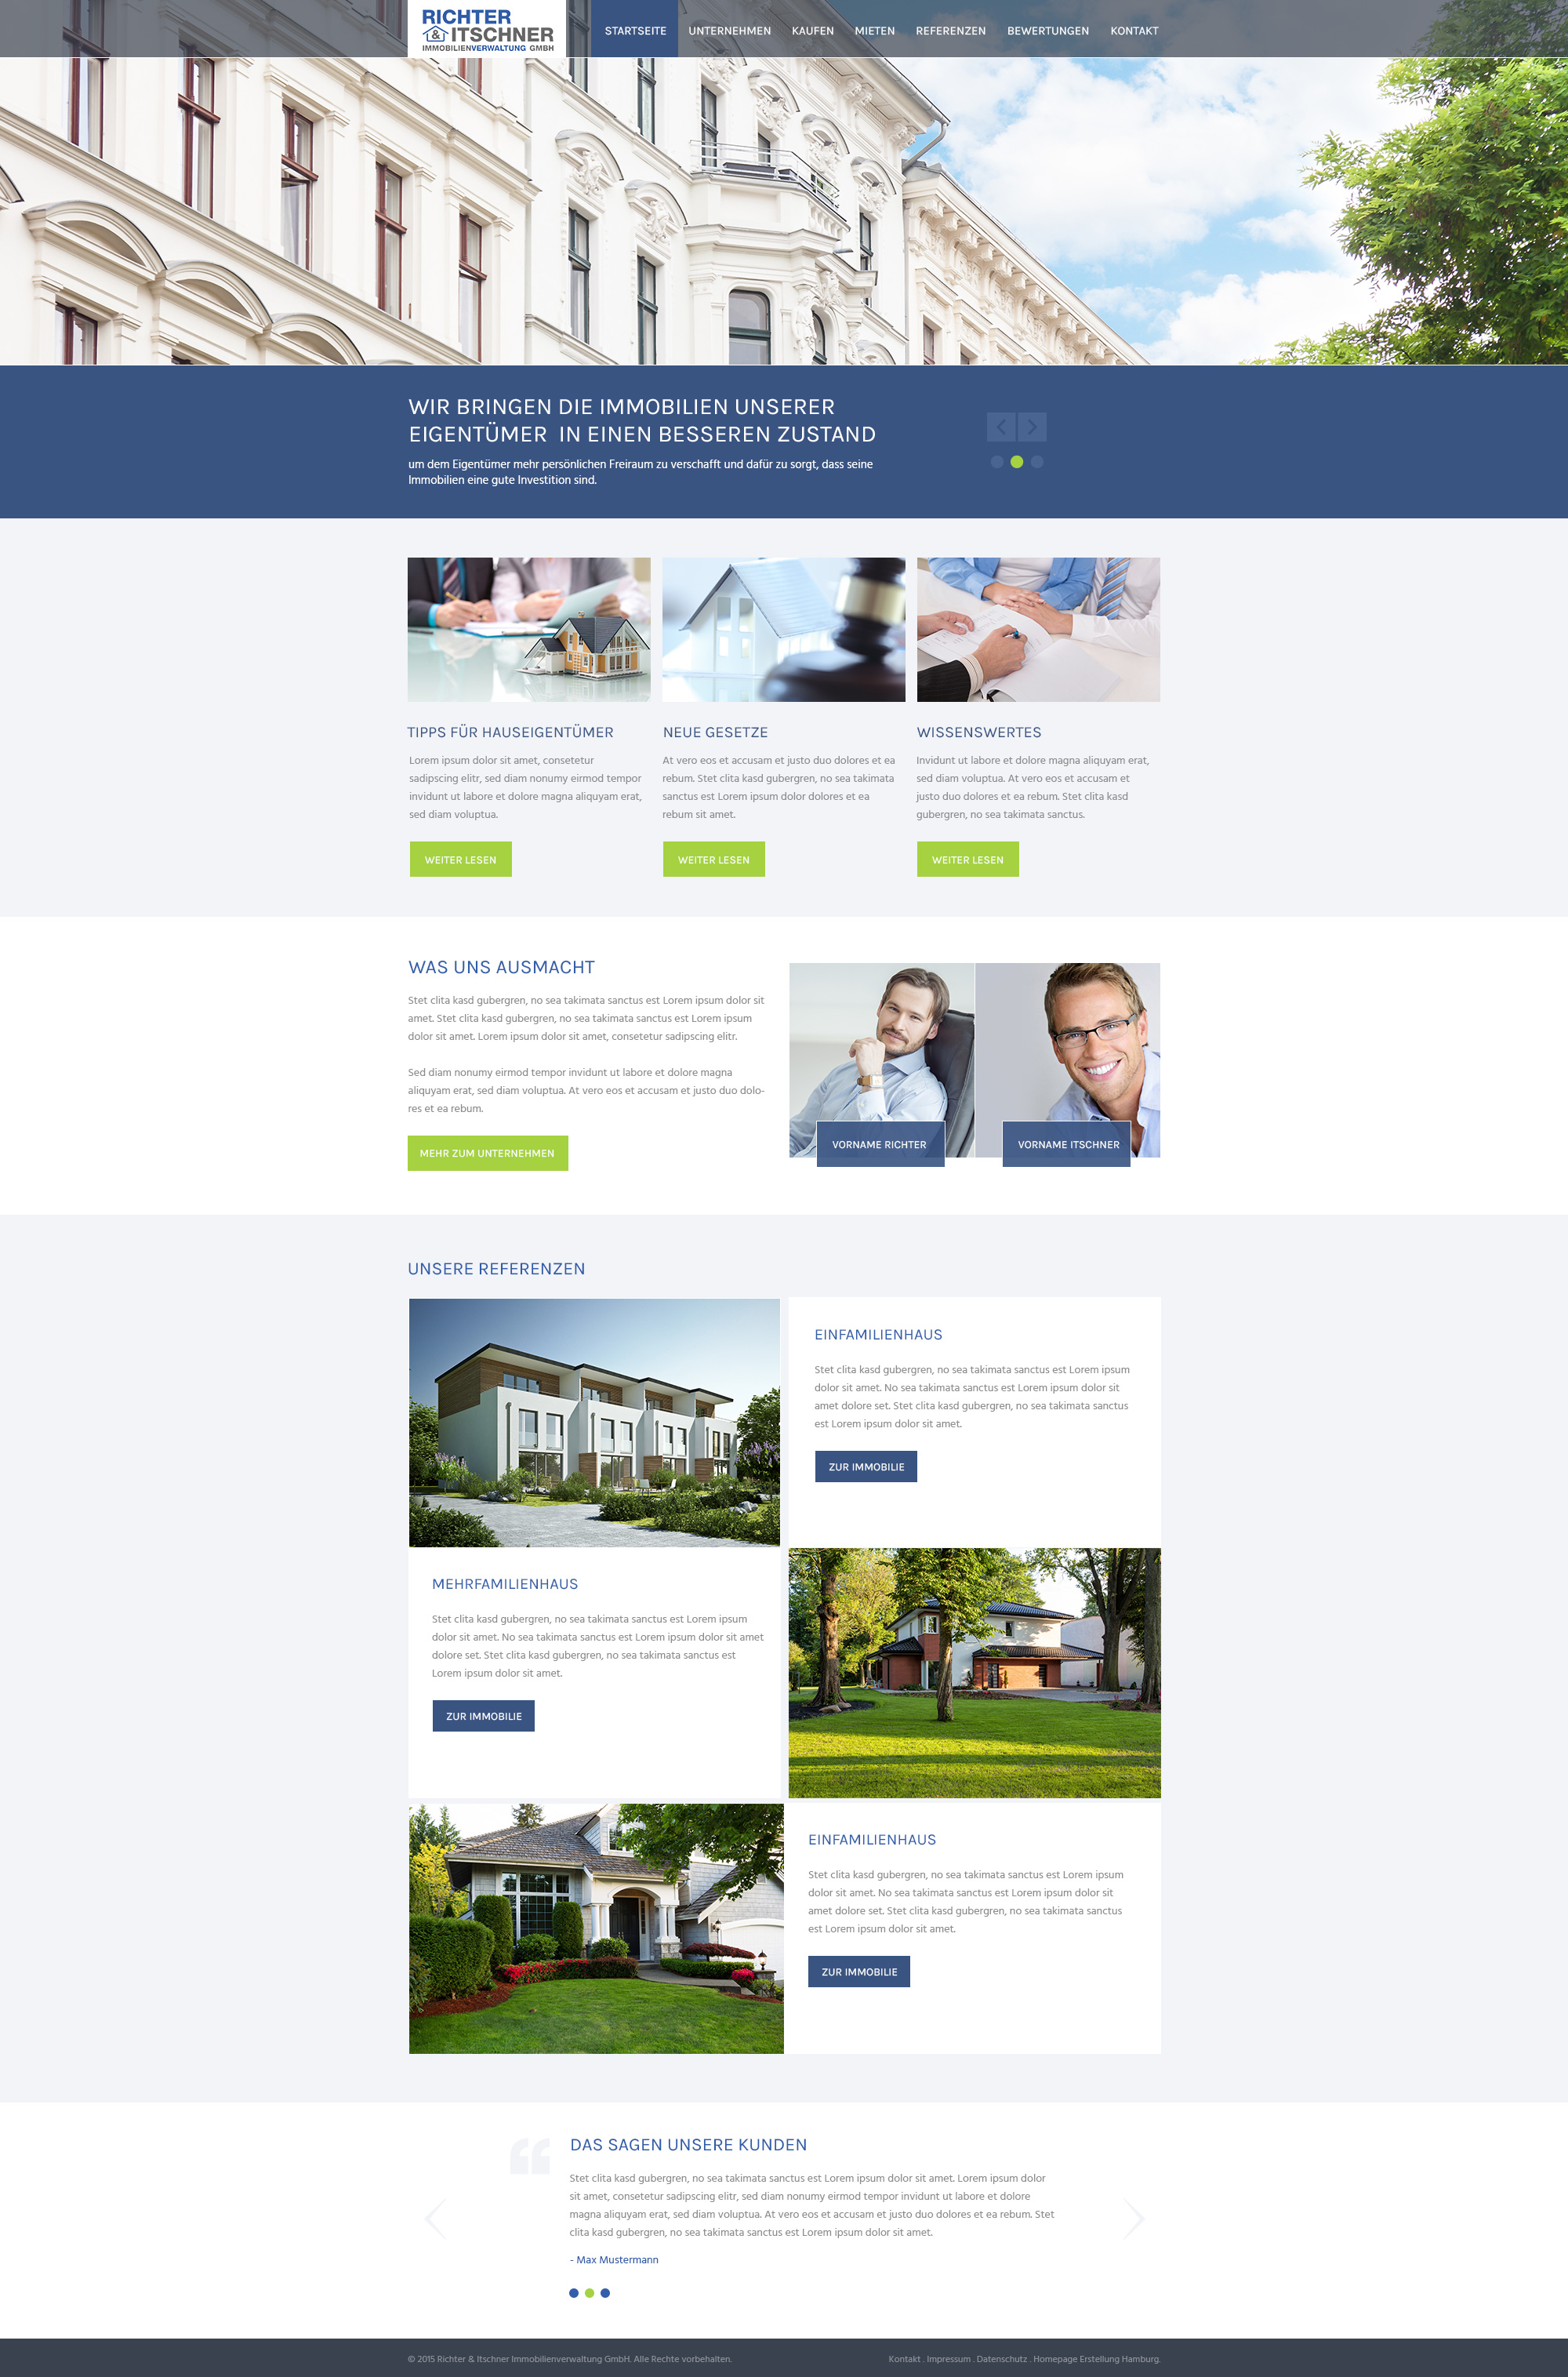 RICHTER
& ITSCHNER
IMMOBILIENVERWALTUNG GMBH
STARTSEITE UNTERNEHMEN KAUFEN MIETEN REFERENZEN BEWERTUNGEN KONTAKT
WIR BRINGEN DIE IMMOBILIEN UNSERER
EIGENTÜMER IN EINEN BESSEREN ZUSTAND
um dem Eigentümer mehr persönlichen Freiraum zu verschafft und dafür zu sorgt, dass seine
Immobilien eine gute Investition sind.
TIPPS FÜR HAUSEIGENTÜMER
Lorem ipsum dolor sit amet, consetetur
sadipscing elitr, sed diam nonumy eirmod tempor
invidunt ut labore et dolore magna aliquyam erat,
sed diam voluptua.
WEITER LESEN
NEUE GESETZE
At vero eos et accusam et justo duo dolores et ea
rebum. Stet clita kasd gubergren, no sea takimata
sanctus est Lorem ipsum dolor dolores et ea
rebum sit amet.
WEITER LESEN
WISSENSWERTES
Invidunt ut labore et dolore magna aliquyam erat,
sed diam voluptua. At vero eos et accusam et
justo duo dolores et ea rebum. Stet clita kasd
gubergren, no sea takimata sanctus.
WEITER LESEN
WAS UNS AUSMACHT
Stet clita kasd gubergren, no sea takimata sanctus est Lorem ipsum dolor sit
amet. Stet clita kasd gubergren, no sea takimata sanctus est Lorem ipsum
dolor sit amet. Lorem ipsum dolor sit amet, consetetur sadipscing elitr.
Sed diam nonumy eirmod tempor invidunt ut labore et dolore magna
aliquyam erat, sed diam voluptua. At vero eos et accusam et justo duo dolo-
res et ea rebum.
MEHR ZUM UNTERNEHMEN
VORNAME RICHTER
VORNAME ITSCHNER
UNSERE REFERENZEN
EINFAMILIENHAUS
Stet clita kasd gubergren, no sea takimata sanctus est Lorem ipsum
dolor sit amet. No sea takimata sanctus est Lorem ipsum dolor sit
amet dolore set. Stet clita kasd gubergren, no sea takimata sanctus
est Lorem ipsum dolor sit amet.
ZUR IMMOBILIE
MEHRFAMILIENHAUS
Stet clita kasd gubergren, no sea takimata sanctus est Lorem ipsum
dolor sit amet. No sea takimata sanctus est Lorem ipsum dolor sit amet
dolore set. Stet clita kasd gubergren, no sea takimata sanctus est
Lorem ipsum dolor sit amet.
ZUR IMMOBILIE
EINFAMILIENHAUS
Stet clita kasd gubergren, no sea takimata sanctus est Lorem ipsum
dolor sit amet. No sea takimata sanctus est Lorem ipsum dolor sit
amet dolore set. Stet clita kasd gubergren, no sea takimata sanctus
est Lorem ipsum dolor sit amet.
ZUR IMMOBILIE
DAS SAGEN UNSERE KUNDEN
Stet clita kasd gubergren, no sea takimata sanctus est Lorem ipsum dolor sit amet. Lorem ipsum dolor
sit amet, consetetur sadipscing elitr, sed diam nonumy eirmod tempor invidunt ut labore et dolore
magna aliquyam erat, sed diam voluptua. At vero eos et accusam et justo duo dolores et ea rebum. Stet
clita kasd gubergren, no sea takimata sanctus est Lorem ipsum dolor sit amet.
- Max Mustermann
© 2015 Richter & Itschner Immobilienverwaltung GmbH. Alle Rechte vorbehalten.
Kontakt . Impressum . Datenschutz . Homepage Erstellung Hamburg.